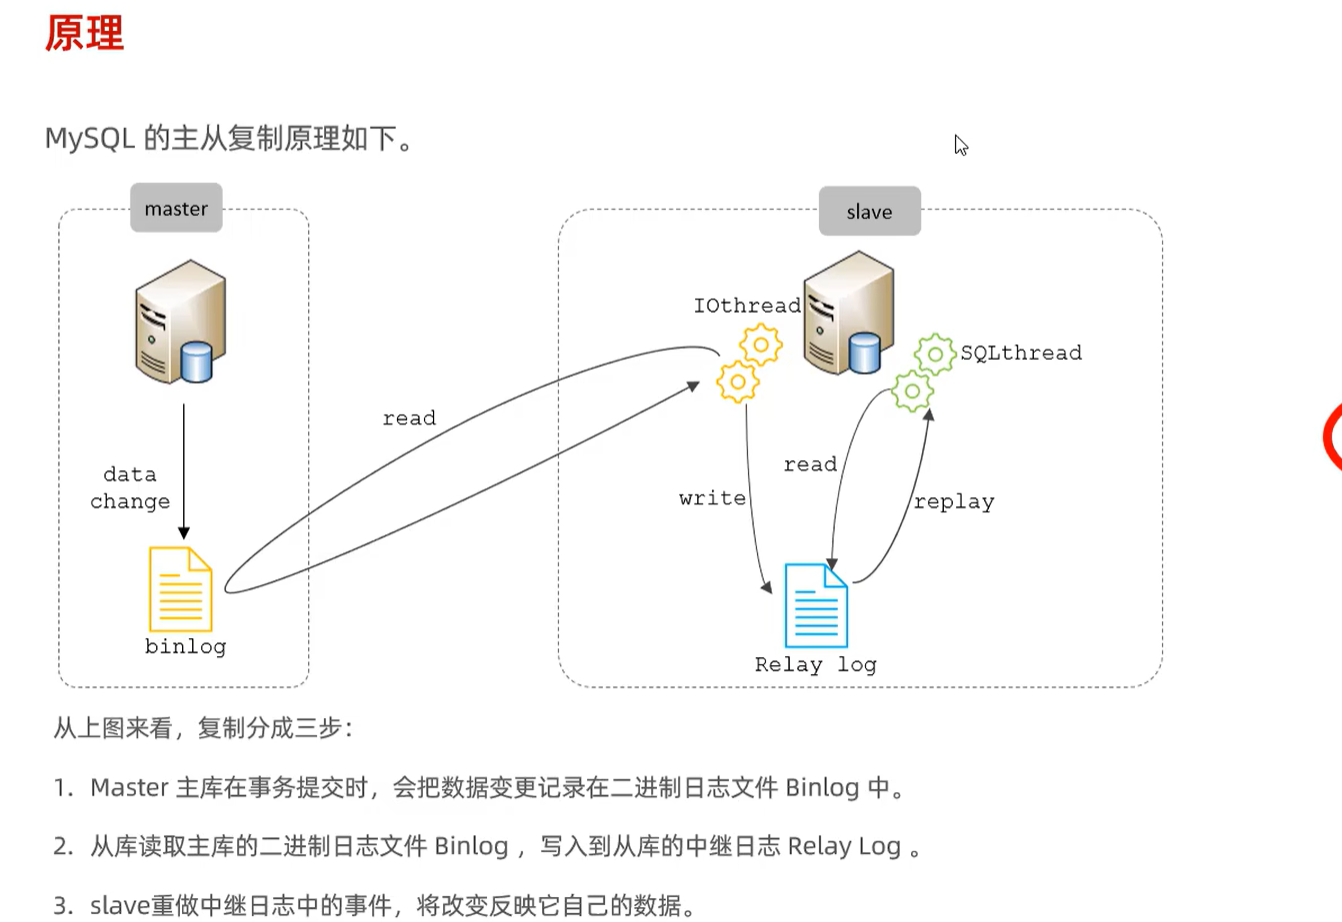 原理
MySQL 的主从复制原理如下。
master
slave
IOthread
SQLthread
read
data
change
read
write
replay
binlog
Relay log
从上图来看，复制分成三步：
1. Master 主库在事务提交时，会把数据变更记录在二进制日志文件 Binlog 中。
2. 从库读取主库的二进制日志文件 Binlog ，写入到从库的中继日志 Relay Log 。
3. slave重做中继日志中的事件，将改变反映它自己的数据。